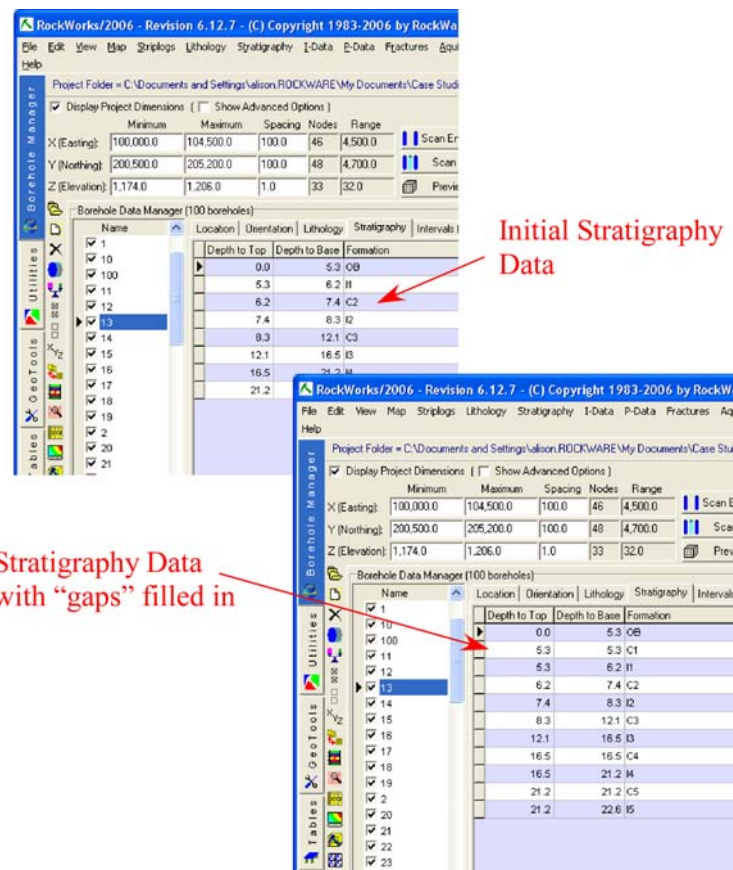 RockWorks/2006 - Revision 6.12.7 - (C) Copyright 1983-2006 by RockWa
File Edit View Map Striplogs Lithology Stratigraphy I-Data P-Data Fractures Aqui
Help
Project Folder = C:\Documents and Settings\alison.ROCKWARE\My Documents\Case Studi
Display Project Dimensions ( Show Advanced Options )
Minimum Maximum Spacing Nodes Range
X (Easting): 100,000.0 104,500.0 100.0 46 4,500.0 Scan En
Y (Northing): 200,500.0 205,200.0 100.0 48 4,700.0 Scan
Z (Elevation): 1,174.0 1,206.0 1.0 33 32.0 Previe
Borehole Manager
Utilities
GeoTools
Tables
Borehole Data Manager (100 boreholes)
Name Location Orientation Lithology Stratigraphy Intervals
Depth to Top Depth to Base Formation
1
10
100
11
12
13
14
15
16
17
18
19
2
20
21
0.0 5.3 OB
5.3 6.2 I1
6.2 7.4 C2
7.4 8.3 I2
8.3 12.1 C3
12.1 16.5 I3
16.5 21.2 I4
21.2
Initial Stratigraphy
Data
RockWorks/2006 - Revision 6.12.7 - (C) Copyright 1983-2006 by RockWa
File Edit View Map Striplogs Lithology Stratigraphy I-Data P-Data Fractures Aq
Help
Project Folder = C:\Documents and Settings\alison.ROCKWARE\My Documents\Case Stu
Display Project Dimensions ( Show Advanced Options )
Minimum Maximum Spacing Nodes Range
X (Easting): 100,000.0 104,500.0 100.0 46 4,500.0 Scan E
Y (Northing): 200,500.0 205,200.0 100.0 48 4,700.0 Sca
Z (Elevation): 1,174.0 1,206.0 1.0 33 32.0 Prev
Borehole Manager
Utilities
GeoTools
Tables
Borehole Data Manager (100 boreholes)
Name Location Orientation Lithology Stratigraphy Intervals
Depth to Top Depth to Base Formation
1
10
100
11
12
13
14
15
16
17
18
19
2
20
21
22
23
0.0 5.3 OB
5.3 5.3 C1
5.3 6.2 I1
6.2 7.4 C2
7.4 8.3 I2
8.3 12.1 C3
12.1 16.5 I3
16.5 16.5 C4
16.5 21.2 I4
21.2 21.2 C5
21.2 22.6 I5
Stratigraphy Data
with “gaps” filled in